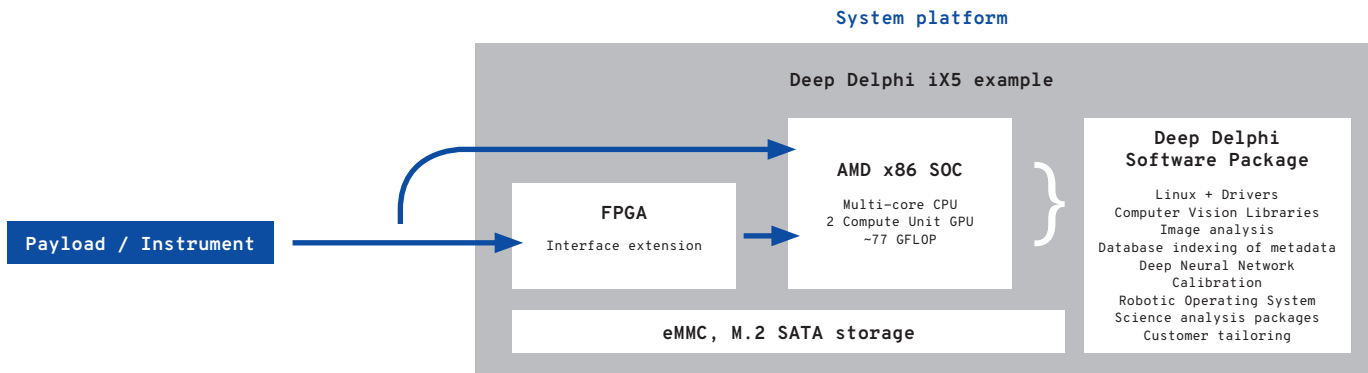 System platform
Deep Delphi iX5 example
Payload / Instrument
FPGA
Interface extension
AMD x86 SOC
Multi-core CPU
2 Compute Unit GPU
~77 GFLOP
}
eMMC, M.2 SATA storage
Deep Delphi
Software Package
Linux + Drivers
Computer Vision Libraries
Image analysis
Database indexing of metadata
Deep Neural Network
Calibration
Robotic Operating System
Science analysis packages
Customer tailoring